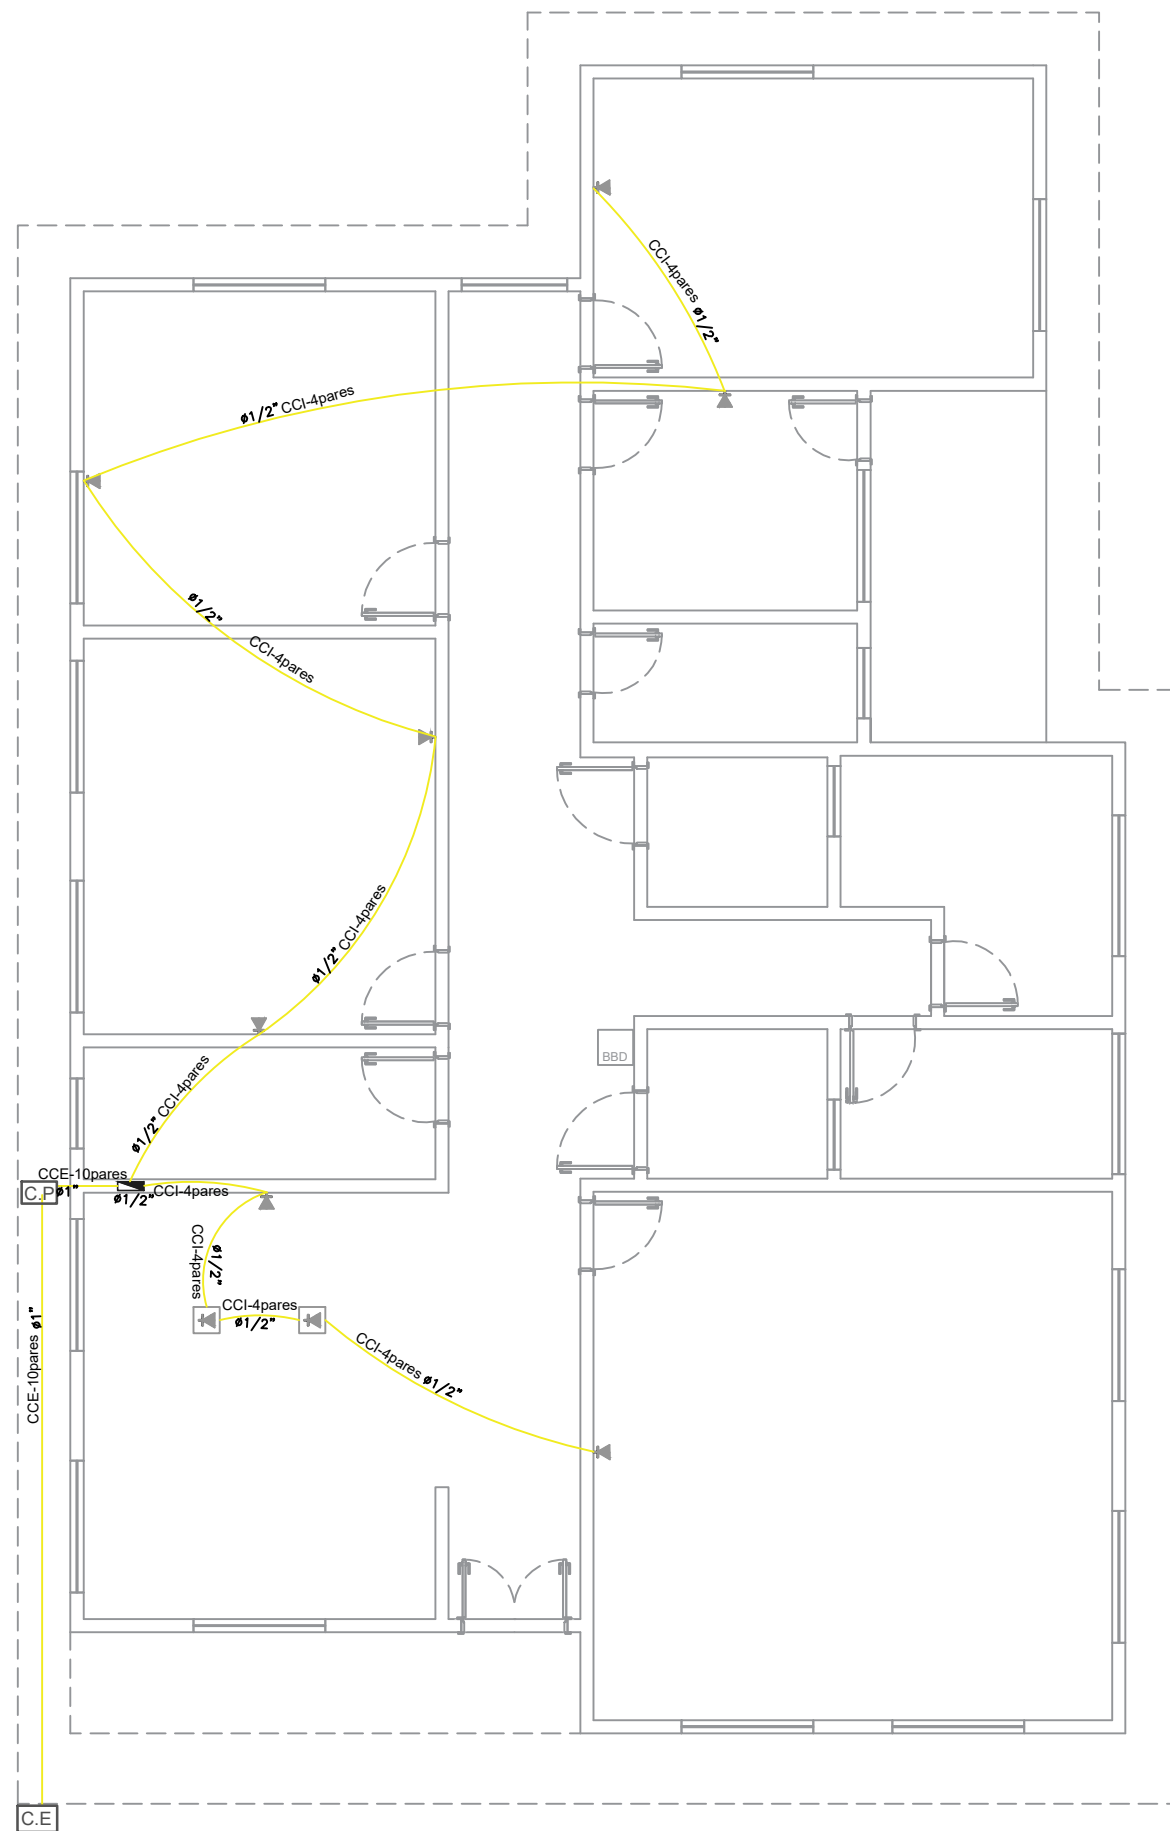 CCI-4pares ø1/2"
ø1/2" CCI-4pares
ø1/2" CCI-4pares
ø1/2" CCI-4pares
BBD
ø1/2" CCI-4pares
CCE-10pares
C.P ø1"
ø1/2" CCI-4pares
CCI-4pares ø1/2"
CCI-4pares
ø1/2"
CCE-10pares ø1"
CCI-4pares ø1/2"
C.E